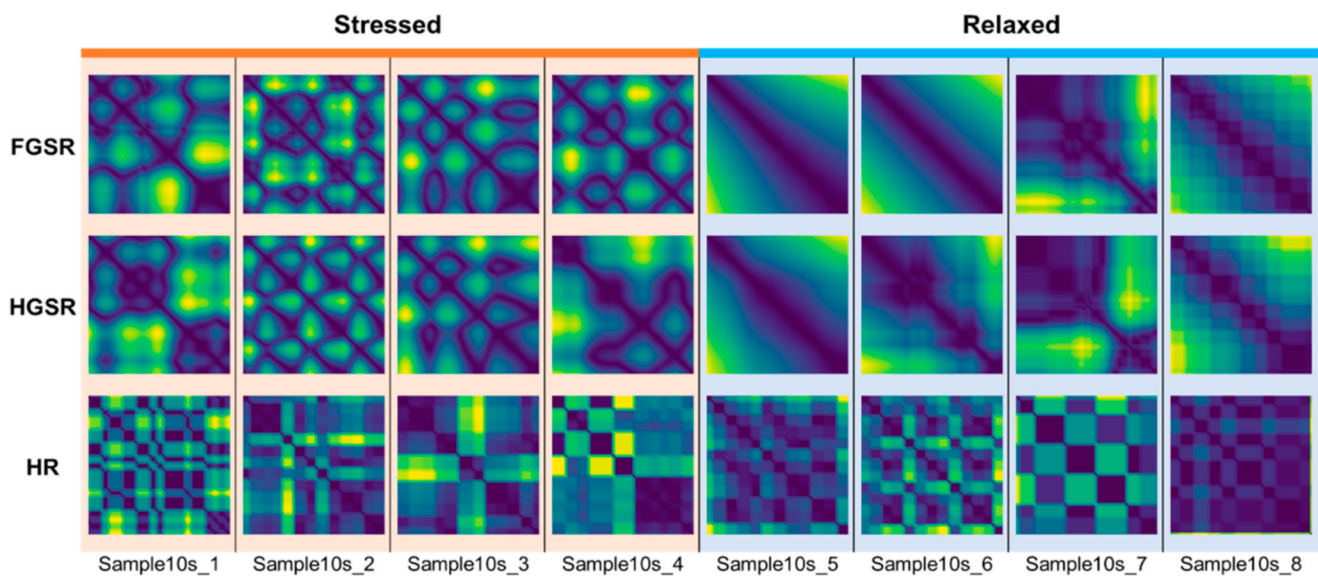 Stressed Relaxed
FGSR
HGSR
HR
Sample10s_1 Sample10s_2 Sample10s_3 Sample10s_4 Sample10s_5 Sample10s_6 Sample10s_7 Sample10s_8